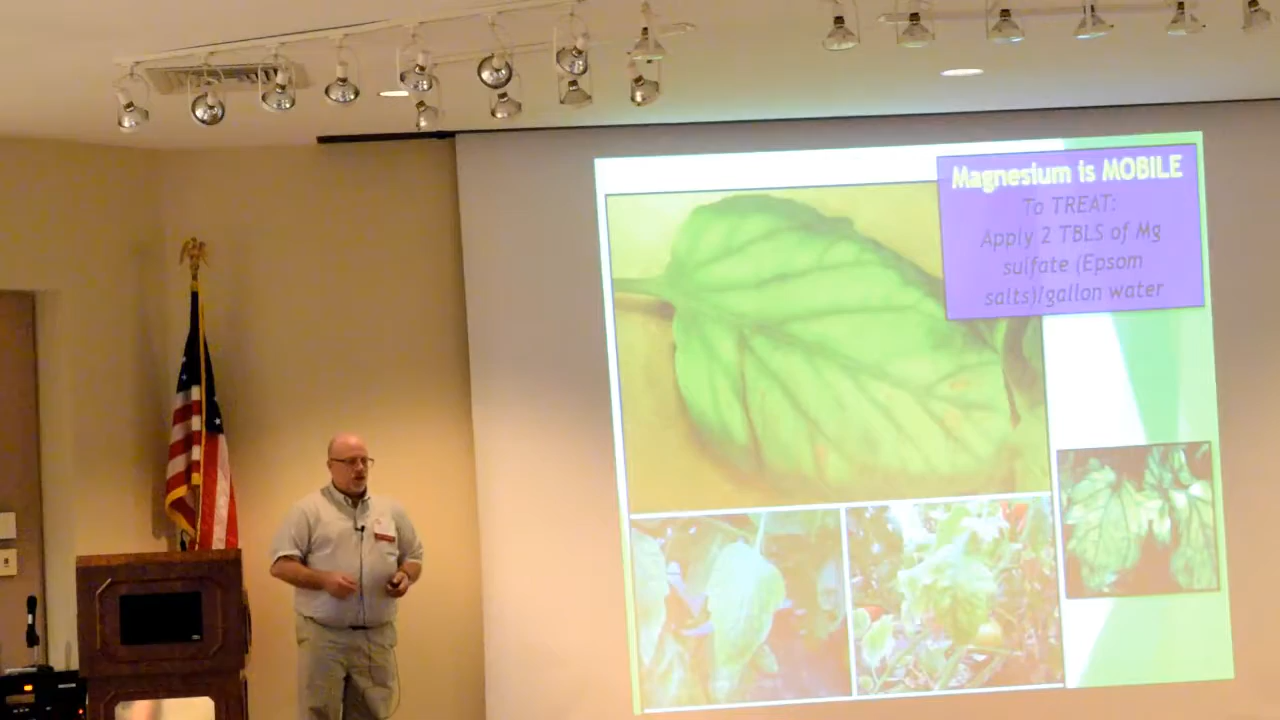 Magnesium is MOBILE
To TREAT:
Apply 2 TBLS of Mg
sulfate (Epsom
salts)/gallon water